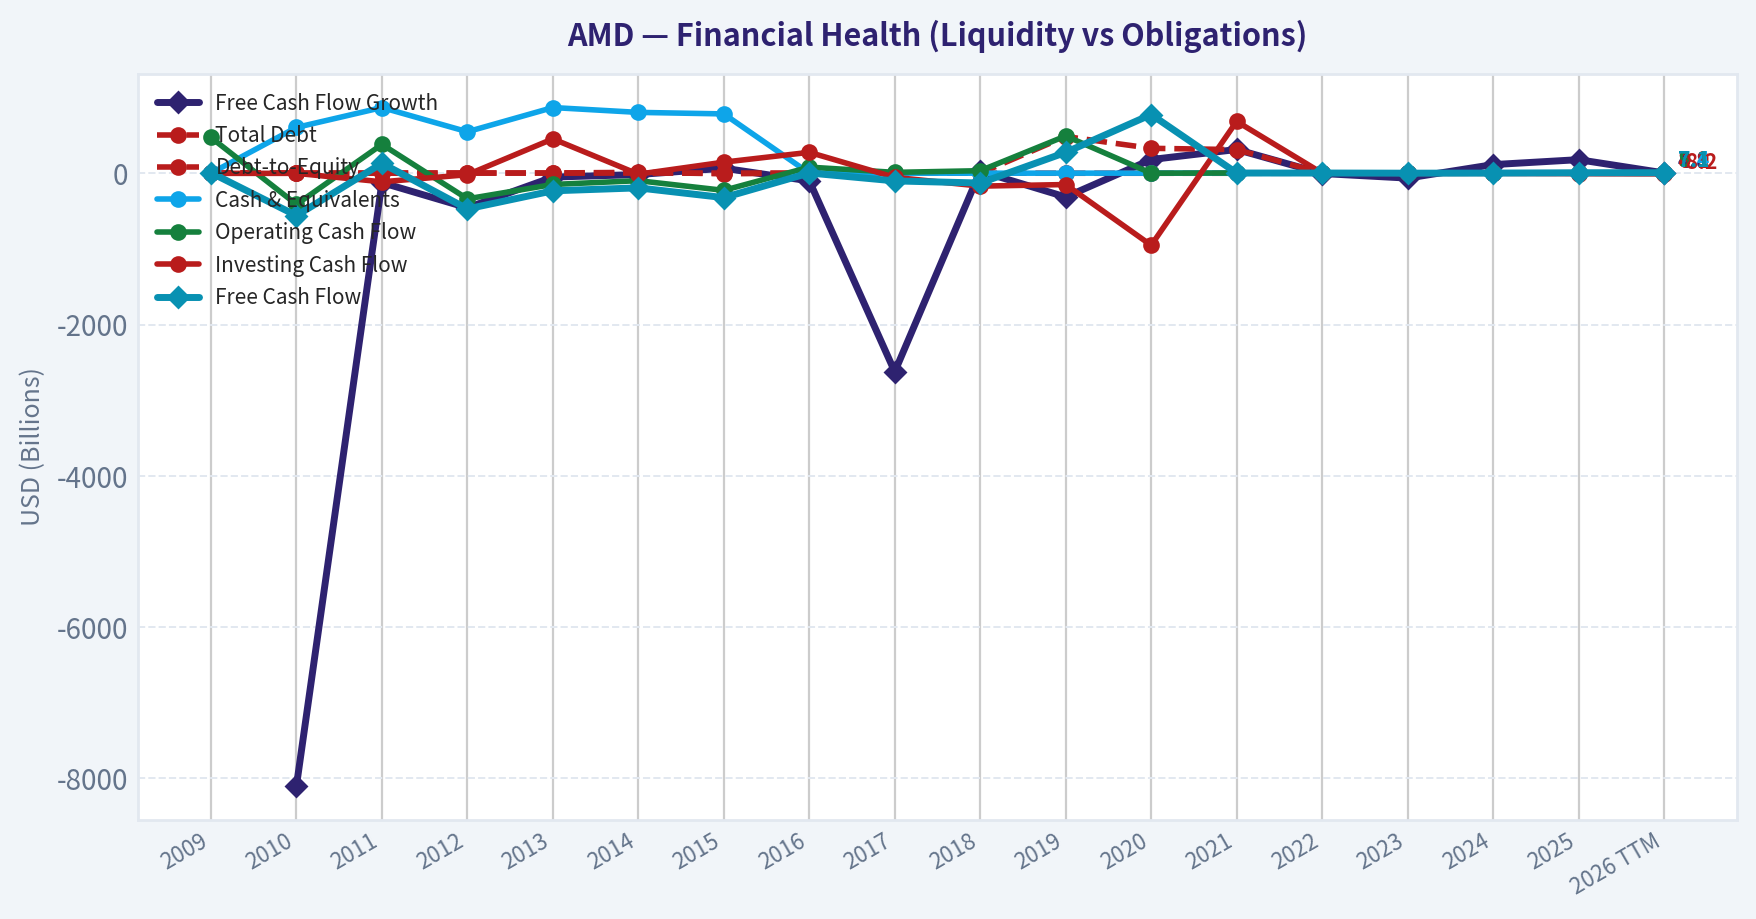 AMD — Financial Health (Liquidity vs Obligations)
Free Cash Flow Growth
Total Debt
Debt-to-Equity
Cash & Equivalents
Operating Cash Flow
Investing Cash Flow
Free Cash Flow
USD (Billions)
0
-2000
-4000
-6000
-8000
2009
2010
2011
2012
2013
2014
2015
2016
2017
2018
2019
2020
2021
2022
2023
2024
2025
2026 TTM